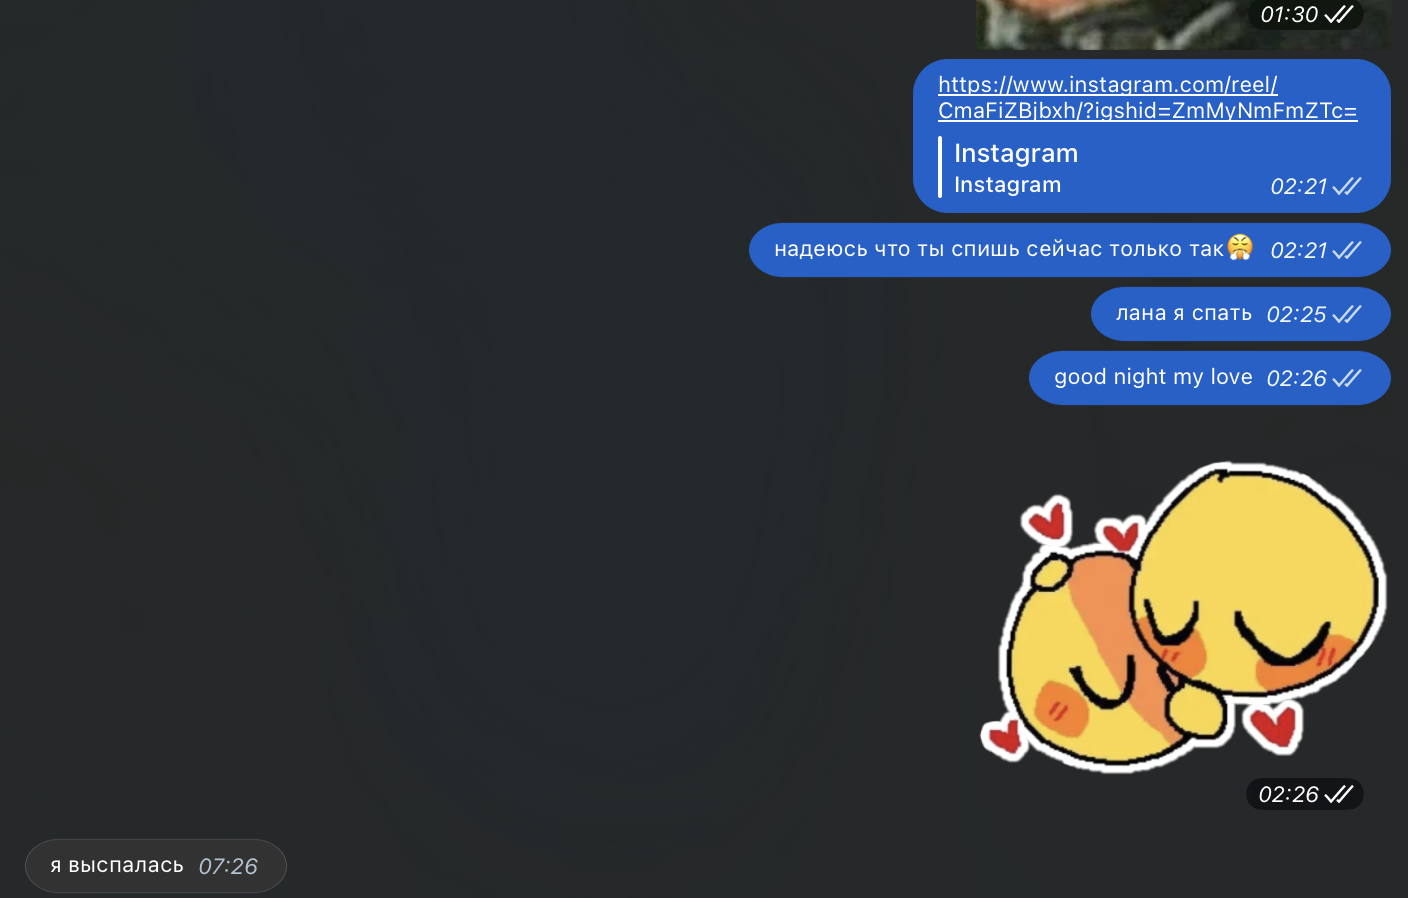 01:30
https://www.instagram.com/reel/
CmaFiZBjbxh/?igshid=ZmMyNmFmZTc=
Instagram
Instagram 02:21
надеюсь что ты спишь сейчас только так😤 02:21
лана я спать 02:25
good night my love 02:26
02:26
я выспалась 07:26